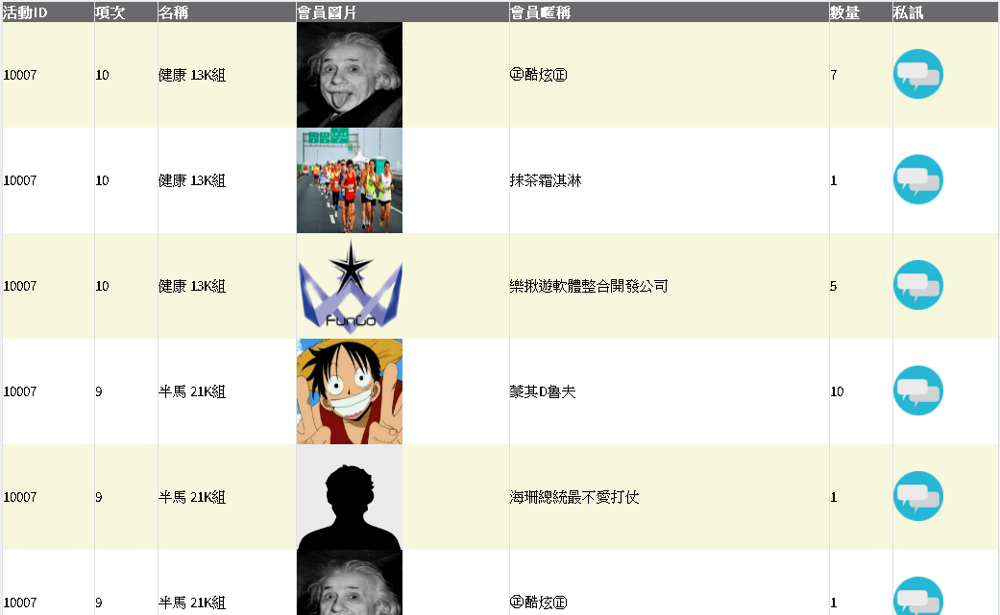 活動ID 項次 名稱 會員圖片 會員暱稱 數量 私訊
10007 10 健康 13K組 ㊣酷炫㊣ 7
10007 10 健康 13K組 抹茶霜淇淋 1
10007 10 健康 13K組 FunGo 樂揪遊軟體整合開發公司 5
10007 9 半馬 21K組 蒙其D魯夫 10
10007 9 半馬 21K組 海珊總統最不愛打仗 1
10007 9 半馬 21K組 ㊣酷炫㊣ 1